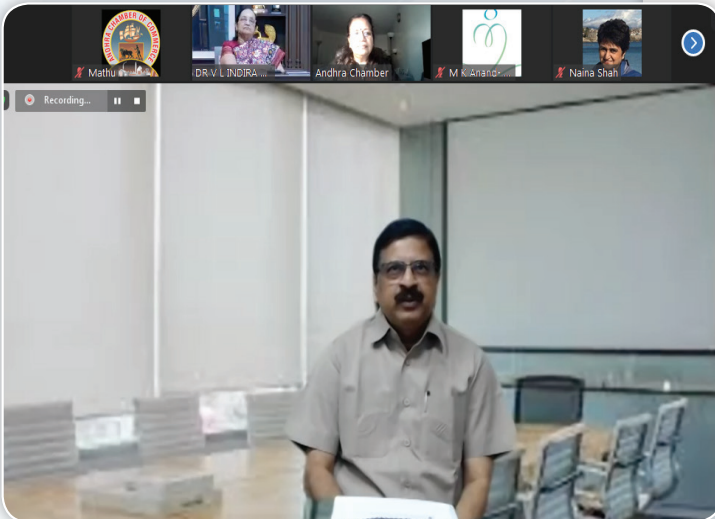 ANDHRA CHAMBER OF COMMERCE
Mathu
DR V L INDIRA ...
Andhra Chamber
M K Anand-...
Naina Shah
Recording...